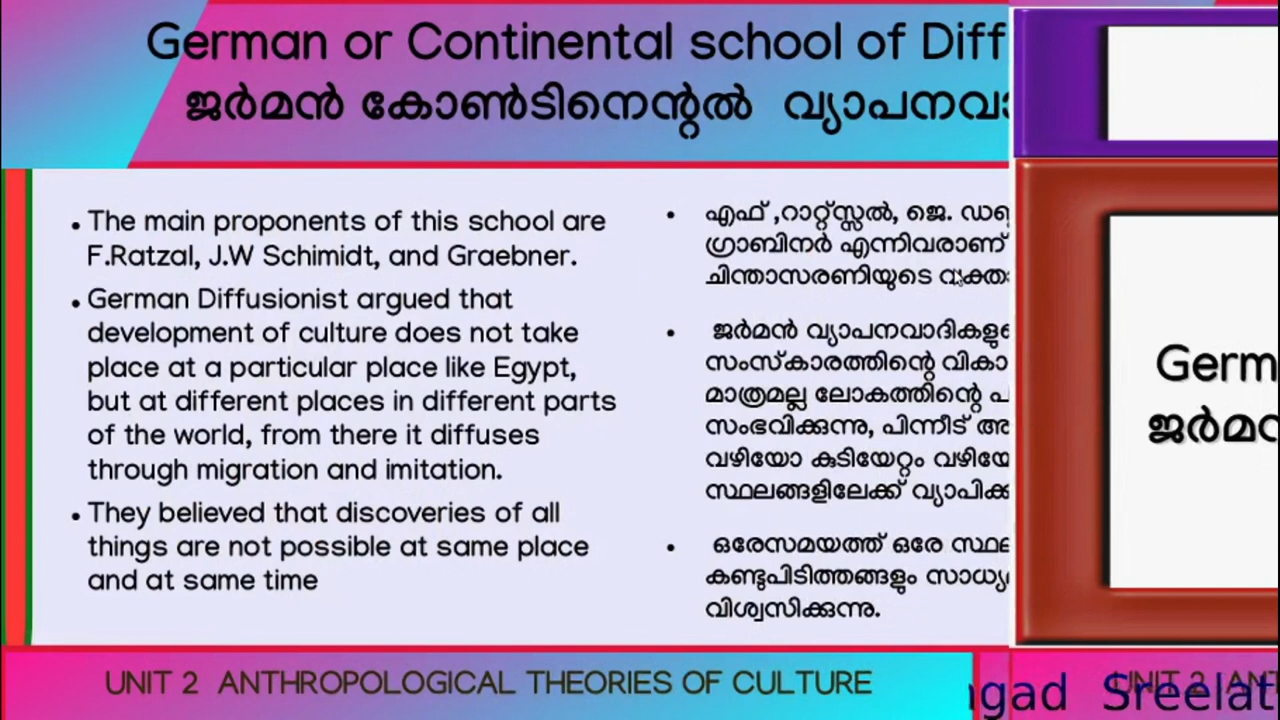 German or Continental school of Diff
ജർമൻ കോൺടിനെന്റൽ വ്യാപനവാ
• The main proponents of this school are
F.Ratzal, J.W Schimidt, and Graebner.
• German Diffusionist argued that
development of culture does not take
place at a particular place like Egypt,
but at different places in different parts
of the world, from there it diffuses
through migration and imitation.
• They believed that discoveries of all
things are not possible at same place
and at same time
• എഫ് ,റാറ്റ്സ്സൽ, ജെ. ഡബ്
ഗ്രാബിനർ എന്നിവരാണ്
ചിന്താസരണിയുടെ വക്താ
• ജർമൻ വ്യാപനവാദികളുടെ
സംസ്കാരത്തിന്റെ വികാ
മാത്രമല്ല ലോകത്തിന്റെ പ
സംഭവിക്കുന്നു, പിന്നീട് അ
വഴിയോ കുടിയേറ്റം വഴിയേ
സ്ഥലങ്ങളിലേക്ക് വ്യാപിക്ക
• ഒരേസമയത്ത് ഒരേ സ്ഥല
കണ്ടുപിടിത്തങ്ങളും സാധ്യ
വിശ്വസിക്കുന്നു.
Germ
ജർമൻ
UNIT 2 ANTHROPOLOGICAL THEORIES OF CULTURE
UNIT 2 ANT
gad Sreelat